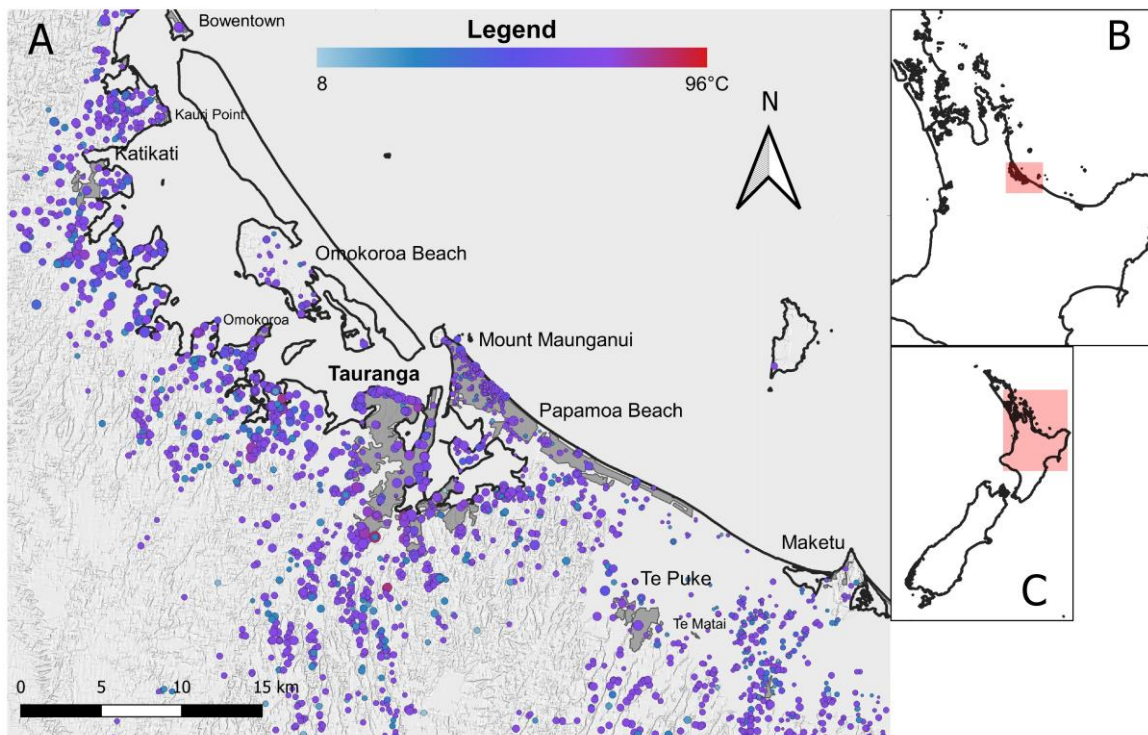 A
Bowentown
Legend
8
96°C
B
N
Kauri Point
Katikati
Omokoroa Beach
Omokoroa
Mount Maunganui
Tauranga
Papamoa Beach
Maketu
Te Puke
Te Matai
C
0 5 10 15 km